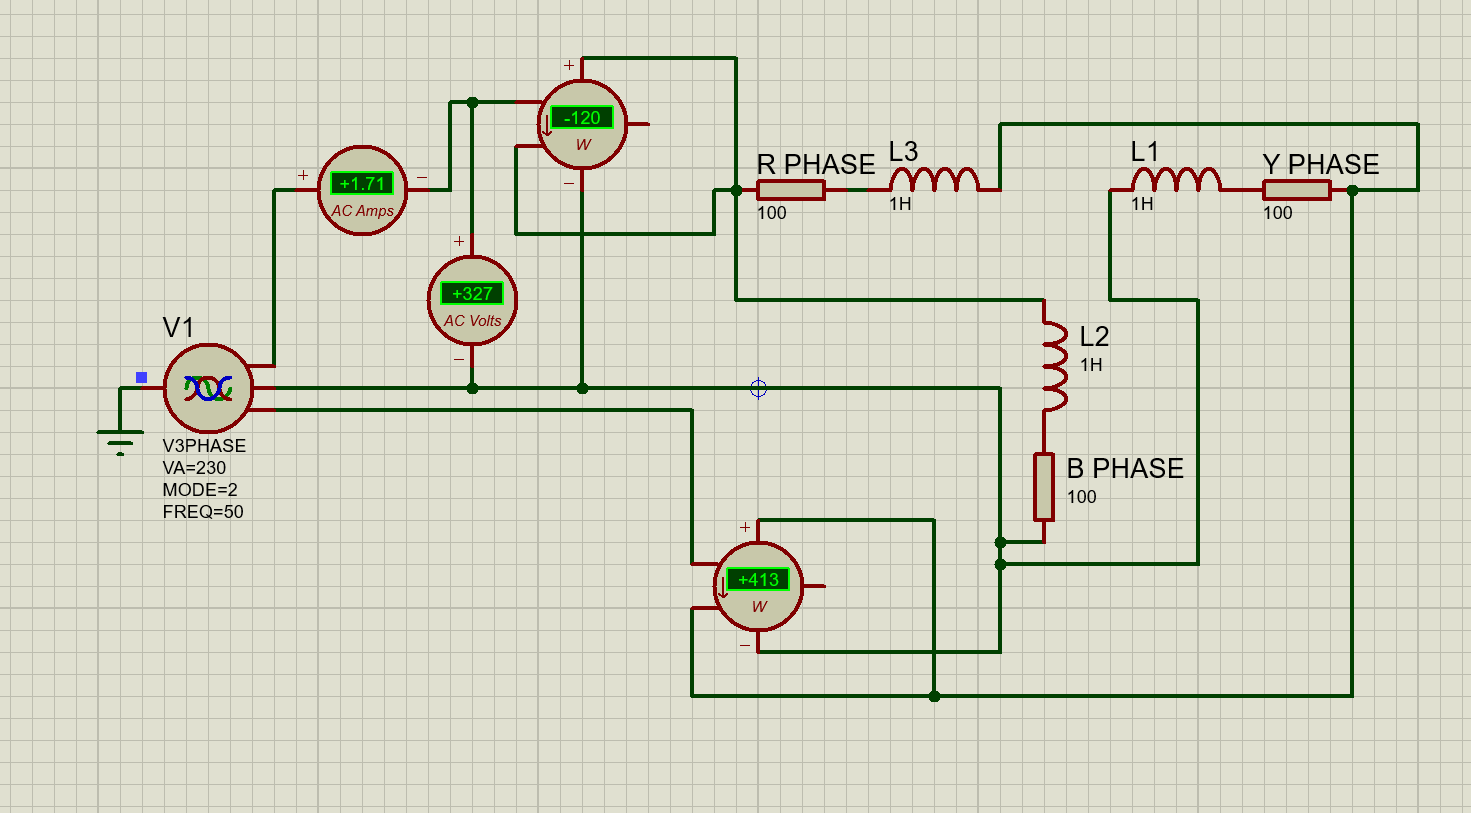 +
-120
W
−
+
+1.71
−
AC Amps
R PHASE
100
L3
1H
L1
1H
Y PHASE
100
+
+327
AC Volts
−
V1
V3PHASE
VA=230
MODE=2
FREQ=50
L2
1H
B PHASE
100
+
+413
W
−